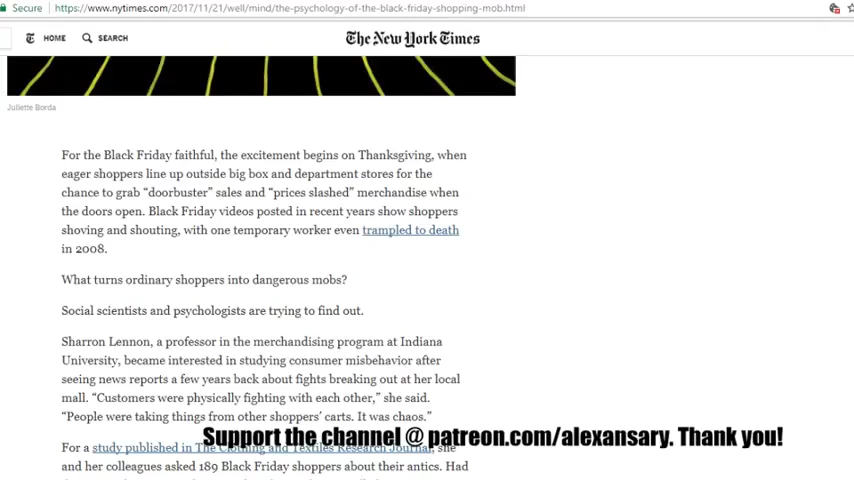 Secure https://www.nytimes.com/2017/11/21/well/mind/the-psychology-of-the-black-friday-shopping-mob.html
HOME SEARCH The New York Times
Juliette Borda
For the Black Friday faithful, the excitement begins on Thanksgiving, when
eager shoppers line up outside big box and department stores for the
chance to grab “doorbuster” sales and “prices slashed” merchandise when
the doors open. Black Friday videos posted in recent years show shoppers
shoving and shouting, with one temporary worker even trampled to death
in 2008.
What turns ordinary shoppers into dangerous mobs?
Social scientists and psychologists are trying to find out.
Sharron Lennon, a professor in the merchandising program at Indiana
University, became interested in studying consumer misbehavior after
seeing news reports a few years back about fights breaking out at her local
mall. “Customers were physically fighting with each other,” she said.
“People were taking things from other shoppers’ carts. It was chaos.”
Support the channel @ patreon.com/alexansary. Thank you!
For a study published in The Clothing and Textiles Research Journal, she
and her colleagues asked 189 Black Friday shoppers about their antics. Had